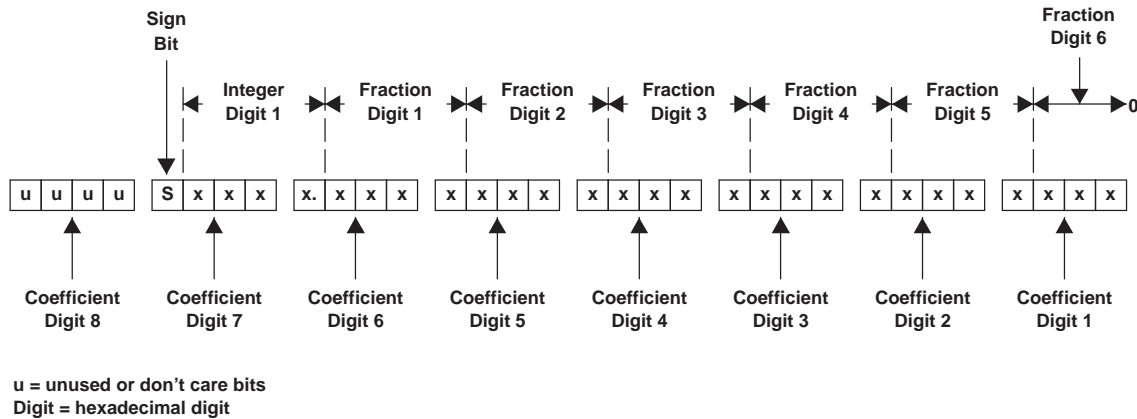 Sign
Bit
Fraction
Digit 6
Integer
Digit 1
Fraction
Digit 1
Fraction
Digit 2
Fraction
Digit 3
Fraction
Digit 4
Fraction
Digit 5
0
u u u u
S x x x
x. x x x
x x x x
x x x x
x x x x
x x x x
x x x x
Coefficient
Digit 8
Coefficient
Digit 7
Coefficient
Digit 6
Coefficient
Digit 5
Coefficient
Digit 4
Coefficient
Digit 3
Coefficient
Digit 2
Coefficient
Digit 1
u = unused or don’t care bits
Digit = hexadecimal digit